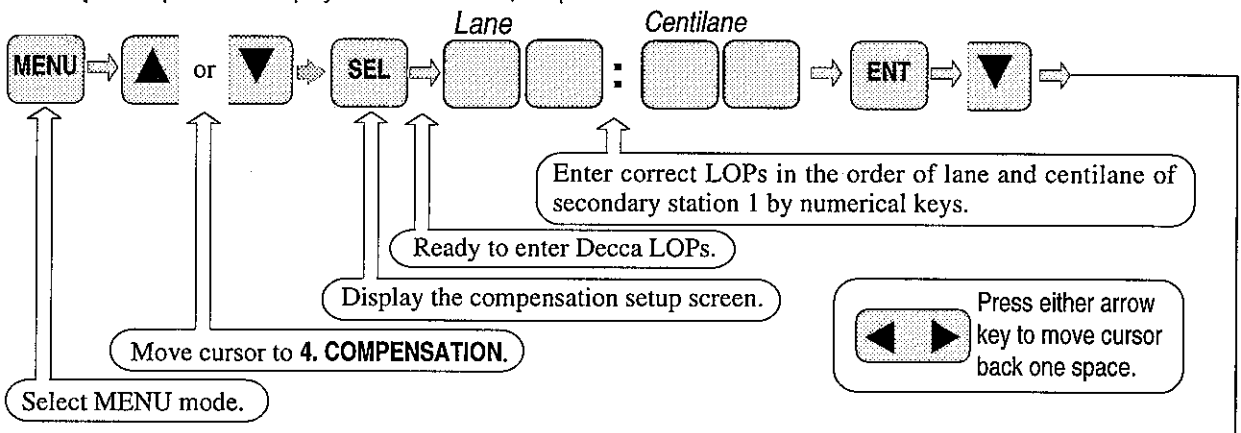 Lane Centilane
MENU or SEL : ENT
Enter correct LOPs in the order of lane and centilane of
secondary station 1 by numerical keys.
Ready to enter Decca LOPs.
Display the compensation setup screen.
Press either arrow
key to move cursor
back one space.
Move cursor to 4. COMPENSATION.
Select MENU mode.